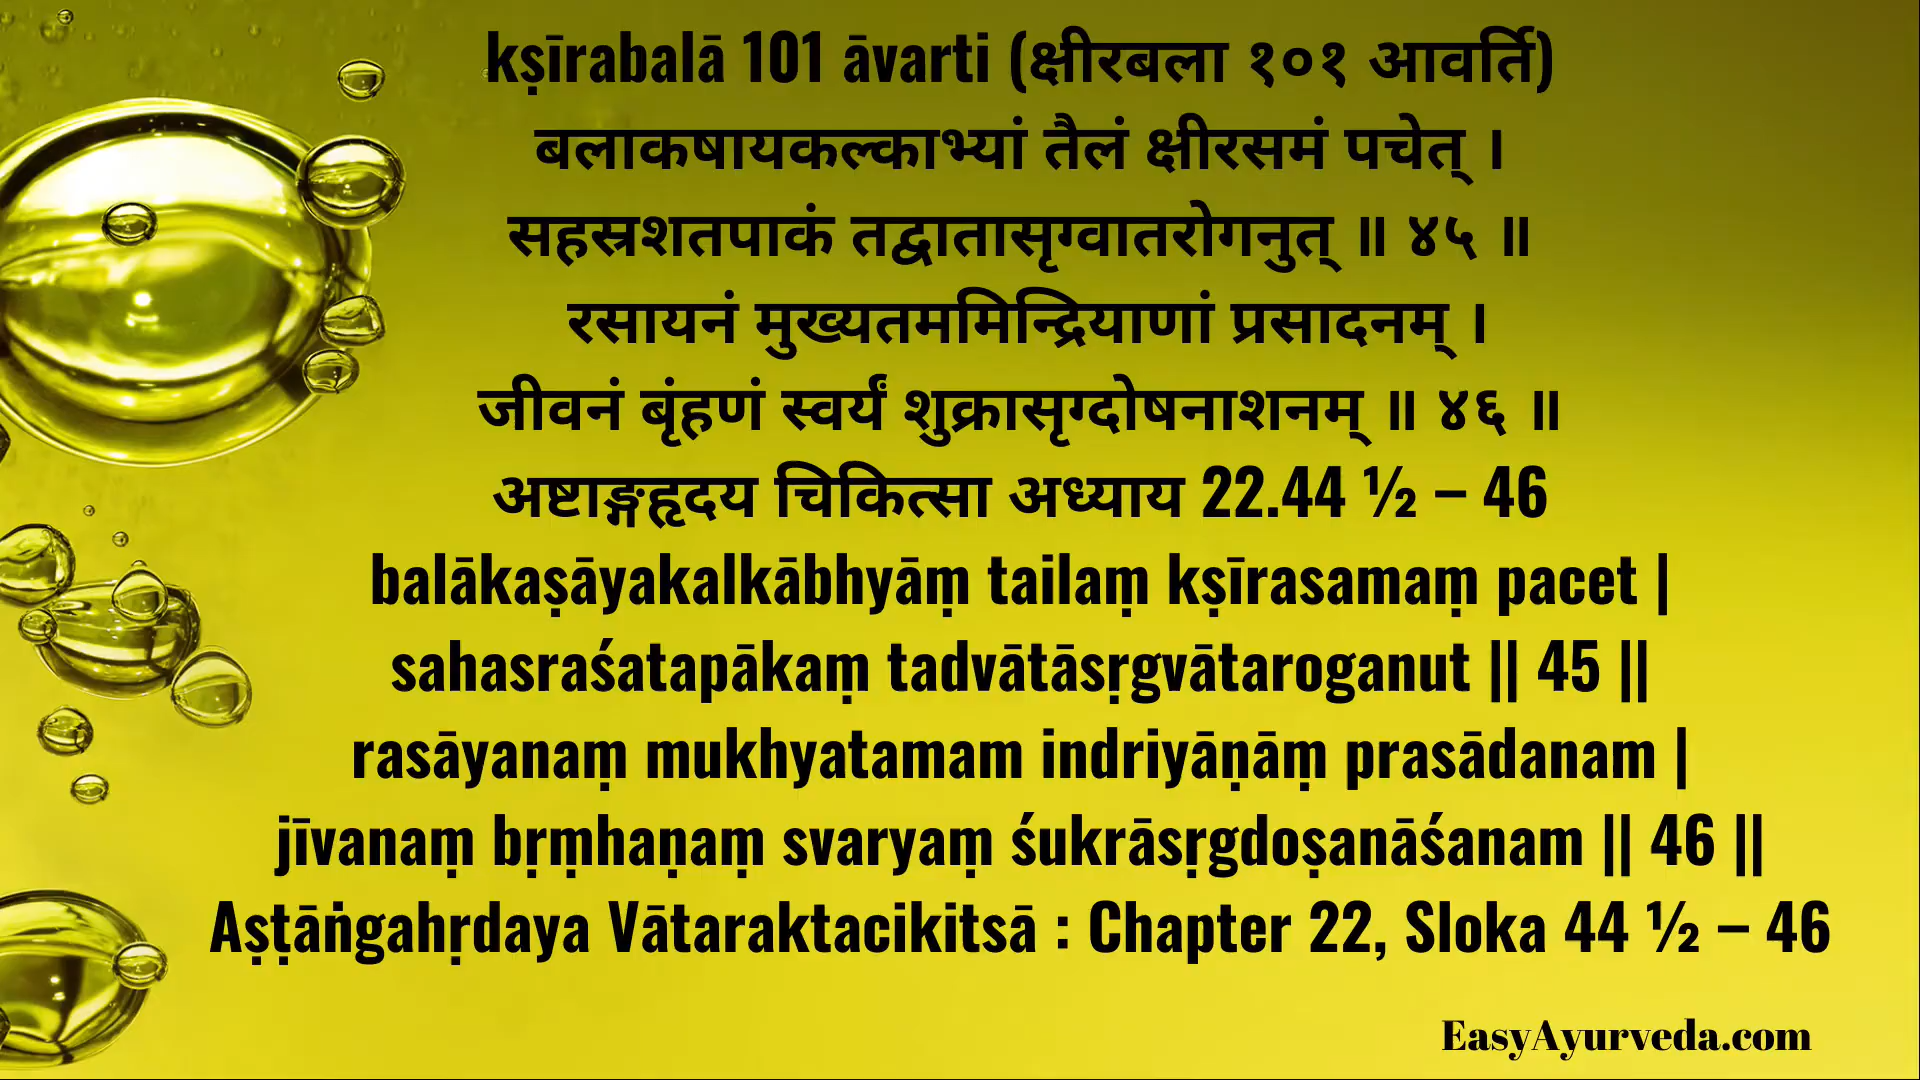 kṣīrabalā 101 āvarti (क्षीरबला १०१ आवर्ति)
बलाकषायकल्काभ्यां तैलं क्षीरसमं पचेत् ।
सहस्रशतपाकं तद्वातासृग्वातरोगनुत् ॥ ४५ ॥
रसायनं मुख्यतममिन्द्रियाणां प्रसादनम् ।
जीवनं बृंहणं स्वर्यं शुक्रासृग्दोषनाशनम् ॥ ४६ ॥
अष्टाङ्गहृदय चिकित्सा अध्याय 22.44 ½ – 46
balākaṣāyakalkābhyāṃ tailaṃ kṣīrasamaṃ pacet |
sahasraśatapākaṃ tadvātāsṛgvātaroganut || 45 ||
rasāyanaṃ mukhyatamam indriyāṇāṃ prasādanam |
jīvanaṃ bṛṃhaṇaṃ svaryaṃ śukrāsṛgdoṣanāśanam || 46 ||
Aṣṭāṅgahṛdaya Vātaraktacikitsā : Chapter 22, Sloka 44 ½ – 46
EasyAyurveda.com